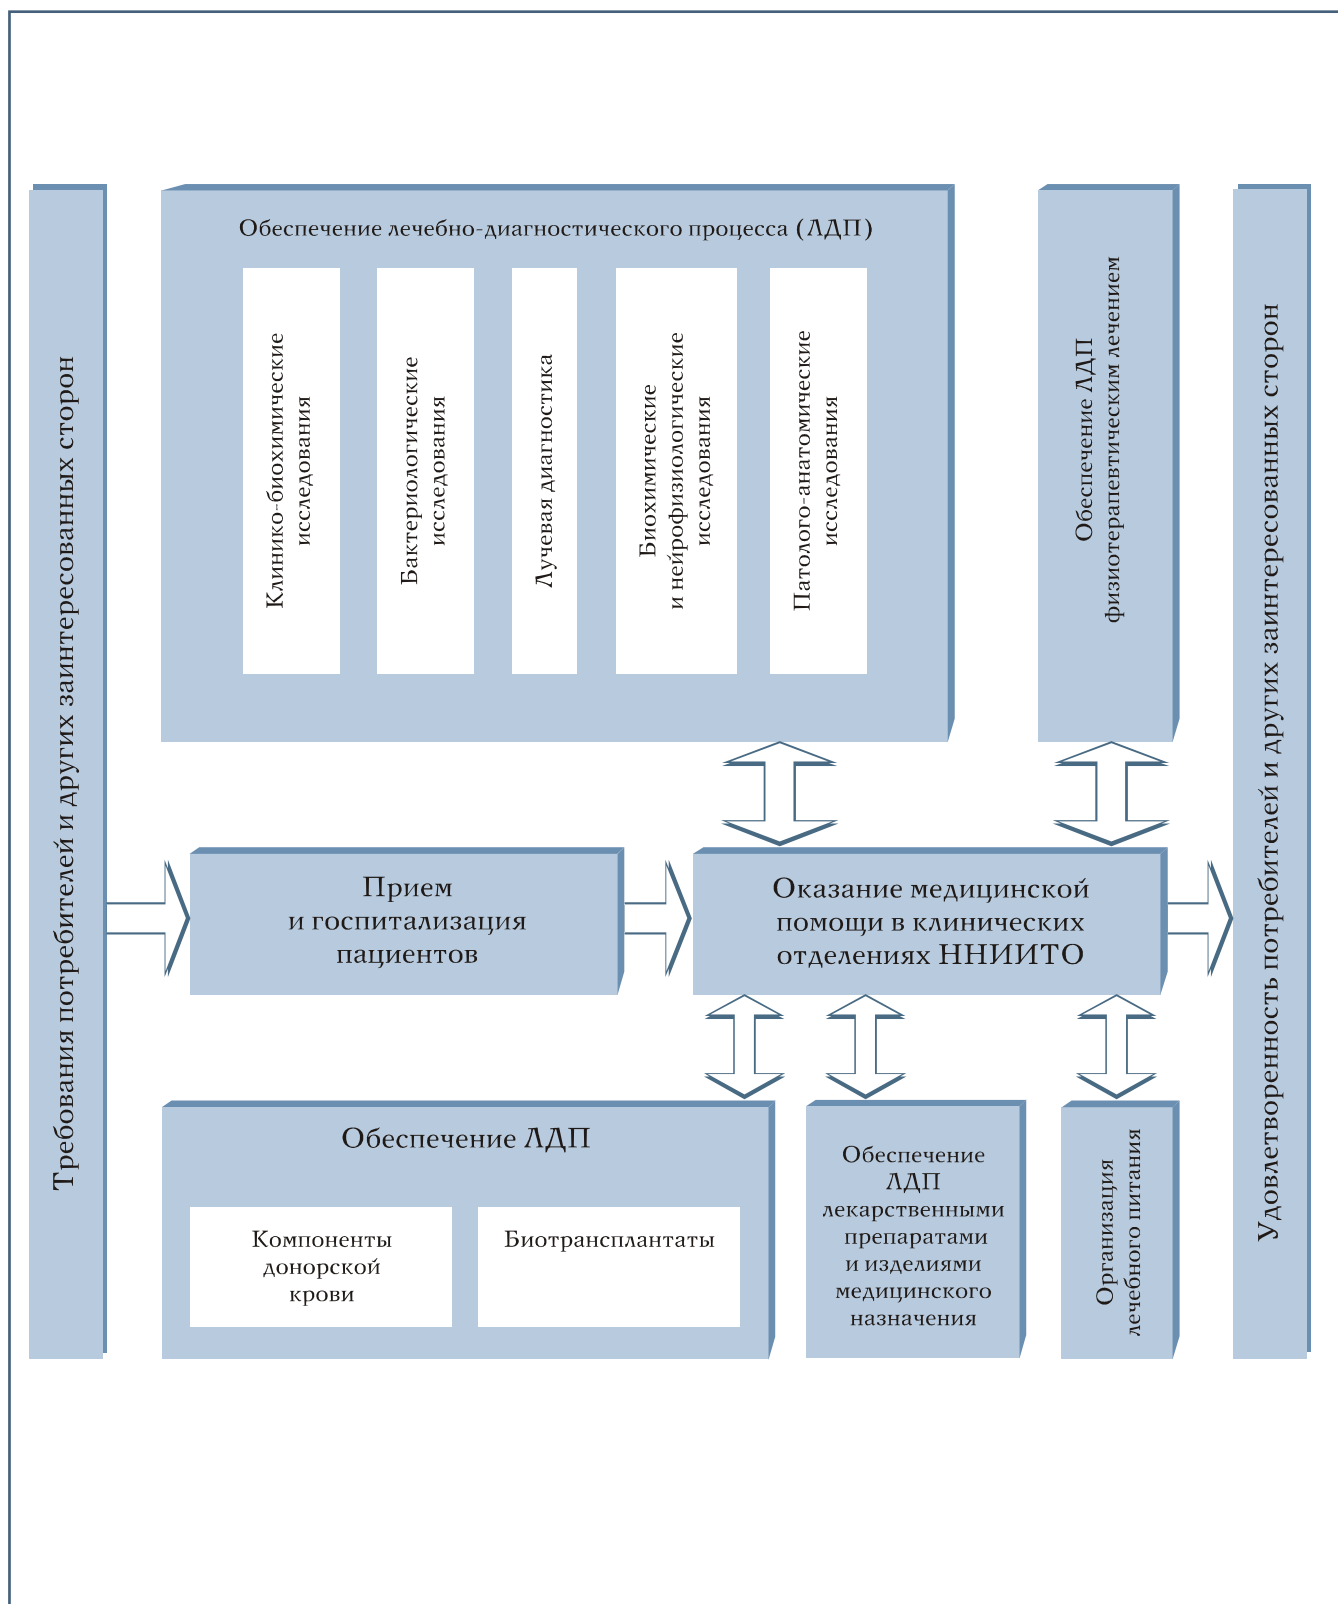 Требования потребителей и других заинтересованных сторон
Обеспечение лечебно-диагностического процесса (ЛДП)
Клинико-биохимические
исследования
Бактериологические
исследования
Лучевая диагностика
Биохимические
и нейрофизиологические
исследования
Патолого-анатомические
исследования
Обеспечение ЛДП
физиотерапевтическим лечением
Прием
и госпитализация
пациентов
Оказание медицинской
помощи в клинических
отделениях ННИИТО
Обеспечение ЛДП
Компоненты
донорской
крови
Биотрансплантаты
Обеспечение
ЛДП
лекарственными
препаратами
и изделиями
медицинского
назначения
Организация
лечебного питания
Удовлетворенность потребителей и других заинтересованных сторон